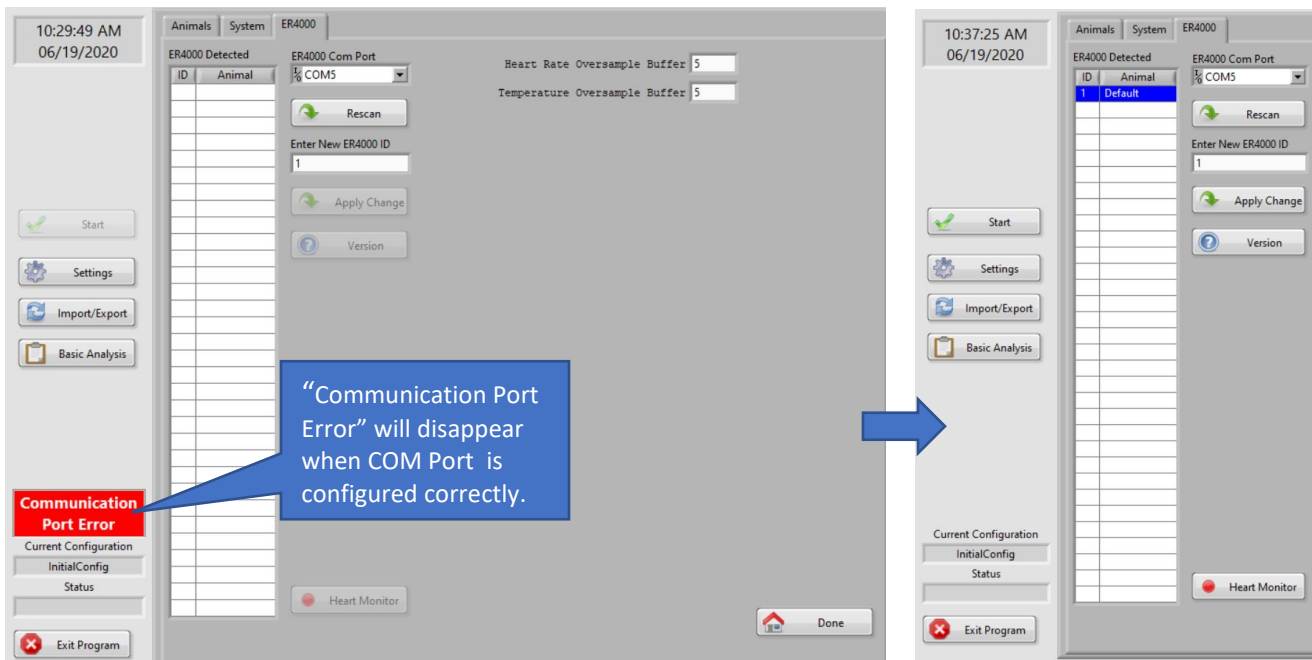 10:29:49 AM
06/19/2020
Start
Settings
Import/Export
Basic Analysis
Communication
Port Error
Current Configuration
InitialConfig
Status
Exit Program
Animals System ER4000
ER4000 Detected
ID Animal
ER4000 Com Port
COM5
Rescan
Enter New ER4000 ID
1
Apply Change
Version
Heart Monitor
Heart Rate Oversample Buffer 5
Temperature Oversample Buffer 5
“Communication Port
Error” will disappear
when COM Port is
configured correctly.
Done
10:37:25 AM
06/19/2020
Start
Settings
Import/Export
Basic Analysis
Current Configuration
InitialConfig
Status
Exit Program
Animals System ER4000
ER4000 Detected
ID Animal
1 Default
ER4000 Com Port
COM5
Rescan
Enter New ER4000 ID
1
Apply Change
Version
Heart Monitor